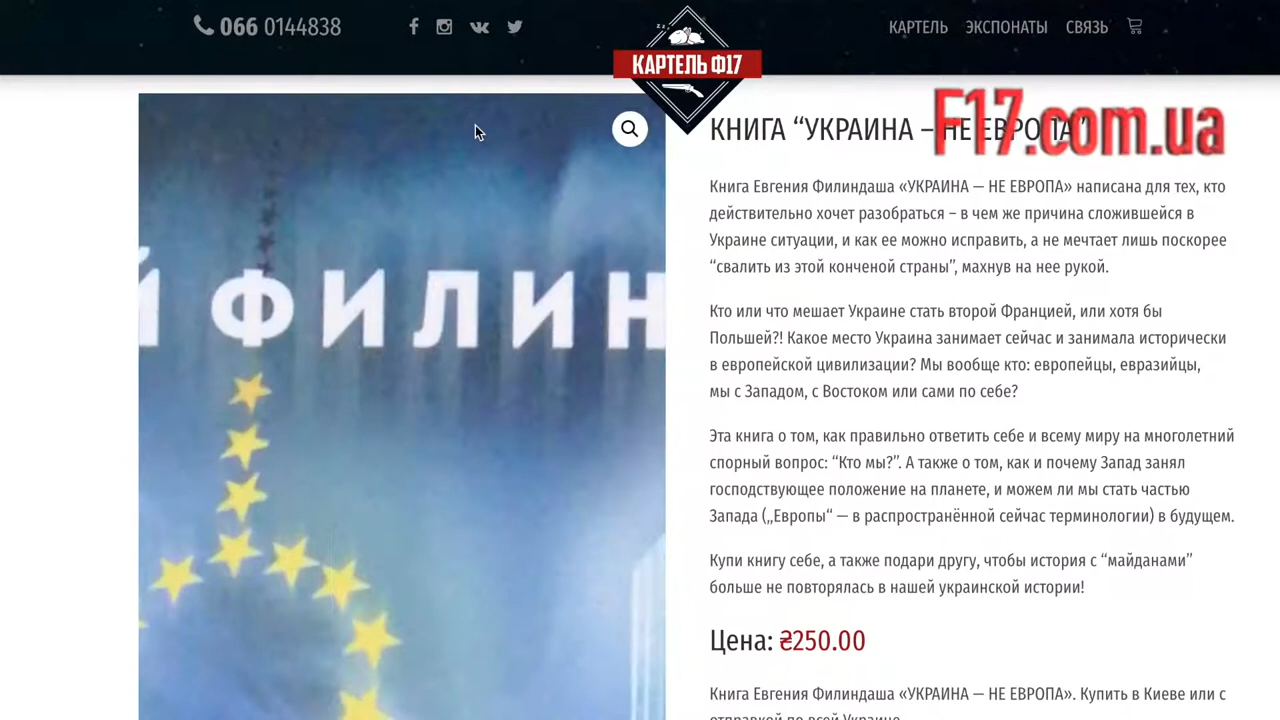 066 0144838
КАРТЕЛЬ ЭКСПОНАТЫ СВЯЗЬ
zz
КАРТЕЛЬ Ф17
F17.com.ua
КНИГА “УКРАИНА – НЕ ЕВРОПА”
Й ФИЛИН
Книга Евгения Филиндаша «УКРАИНА — НЕ ЕВРОПА» написана для тех, кто
действительно хочет разобраться – в чем же причина сложившейся в
Украине ситуации, и как ее можно исправить, а не мечтает лишь поскорее
“свалить из этой конченой страны”, махнув на нее рукой.
Кто или что мешает Украине стать второй Францией, или хотя бы
Польшей?! Какое место Украина занимает сейчас и занимала исторически
в европейской цивилизации? Мы вообще кто: европейцы, евразийцы,
мы с Западом, с Востоком или сами по себе?
Эта книга о том, как правильно ответить себе и всему миру на многолетний
спорный вопрос: “Кто мы?”. А также о том, как и почему Запад занял
господствующее положение на планете, и можем ли мы стать частью
Запада („Европы“ — в распространённой сейчас терминологии) в будущем.
Купи книгу себе, а также подари другу, чтобы история с “майданами”
больше не повторялась в нашей украинской истории!
Цена: ₴250.00
Книга Евгения Филиндаша «УКРАИНА — НЕ ЕВРОПА». Купить в Киеве или с
отправкой по всей Украине